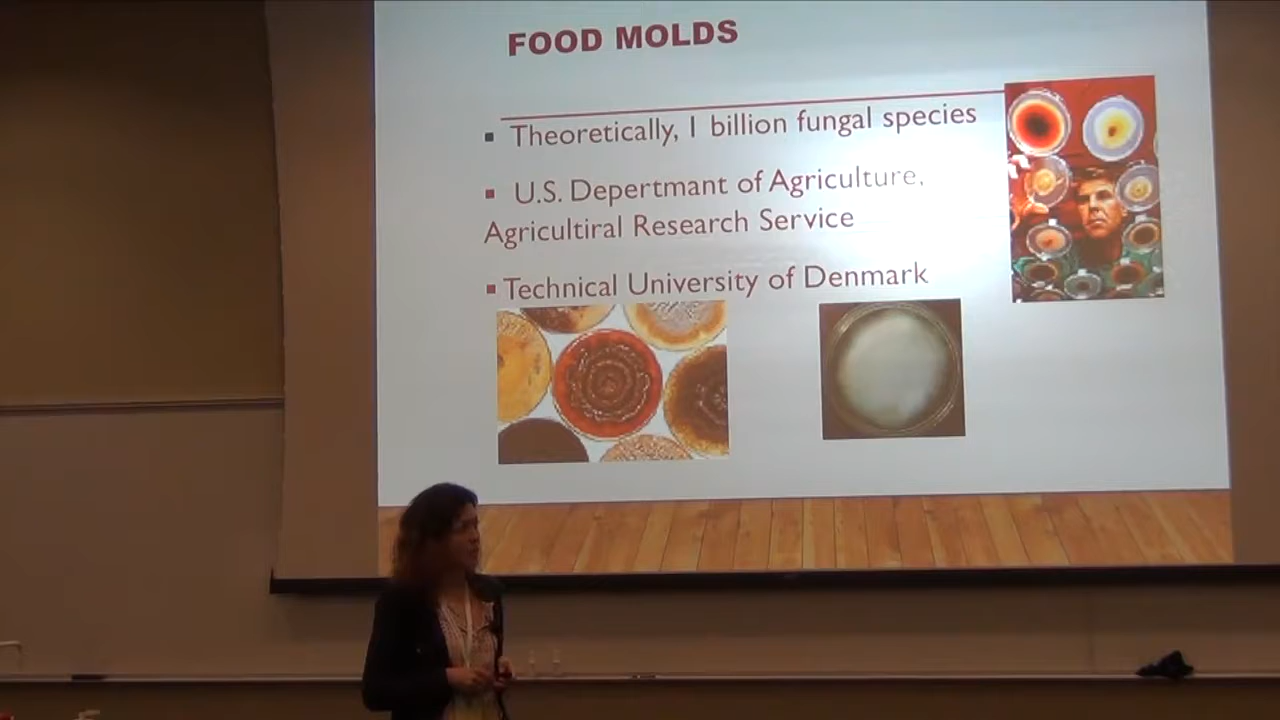 FOOD MOLDS
▪ Theoretically, 1 billion fungal species
▪ U.S. Depertmant of Agriculture,
Agricultiral Research Service
▪ Technical University of Denmark